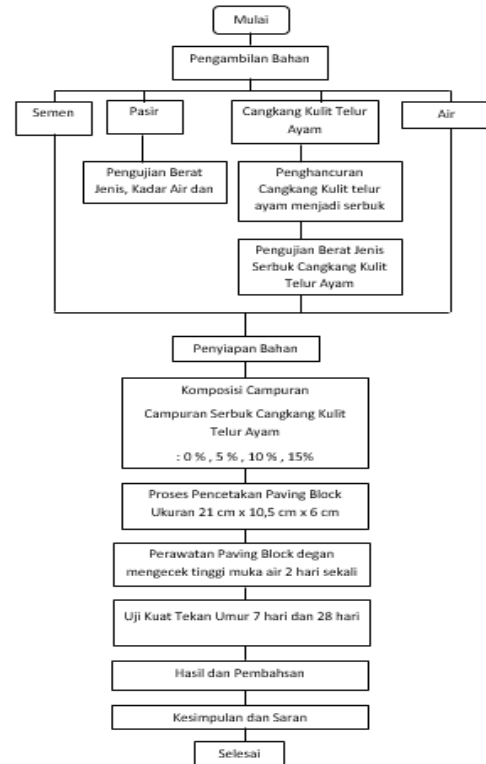 Mulai
Pengambilan Bahan
Semen
Pasir
Cangkang Kulit Telur
Ayam
Air
Pengujian Berat
Jenis, Kadar Air dan
Penghancuran
Cangkang Kulit telur
ayam menjadi serbuk
Pengujian Berat Jenis
Serbuk Cangkang Kulit
Telur Ayam
Penyiapan Bahan
Komposisi Campuran
Campuran Serbuk Cangkang Kulit
Telur Ayam
: 0 % , 5 % , 10 % , 15%
Proses Pencetakan Paving Block
Ukuran 21 cm x 10,5 cm x 6 cm
Perawatan Paving Block degan
mengecek tinggi muka air 2 hari sekali
Uji Kuat Tekan Umur 7 hari dan 28 hari
Hasil dan Pembahsan
Kesimpulan dan Saran
Selesai